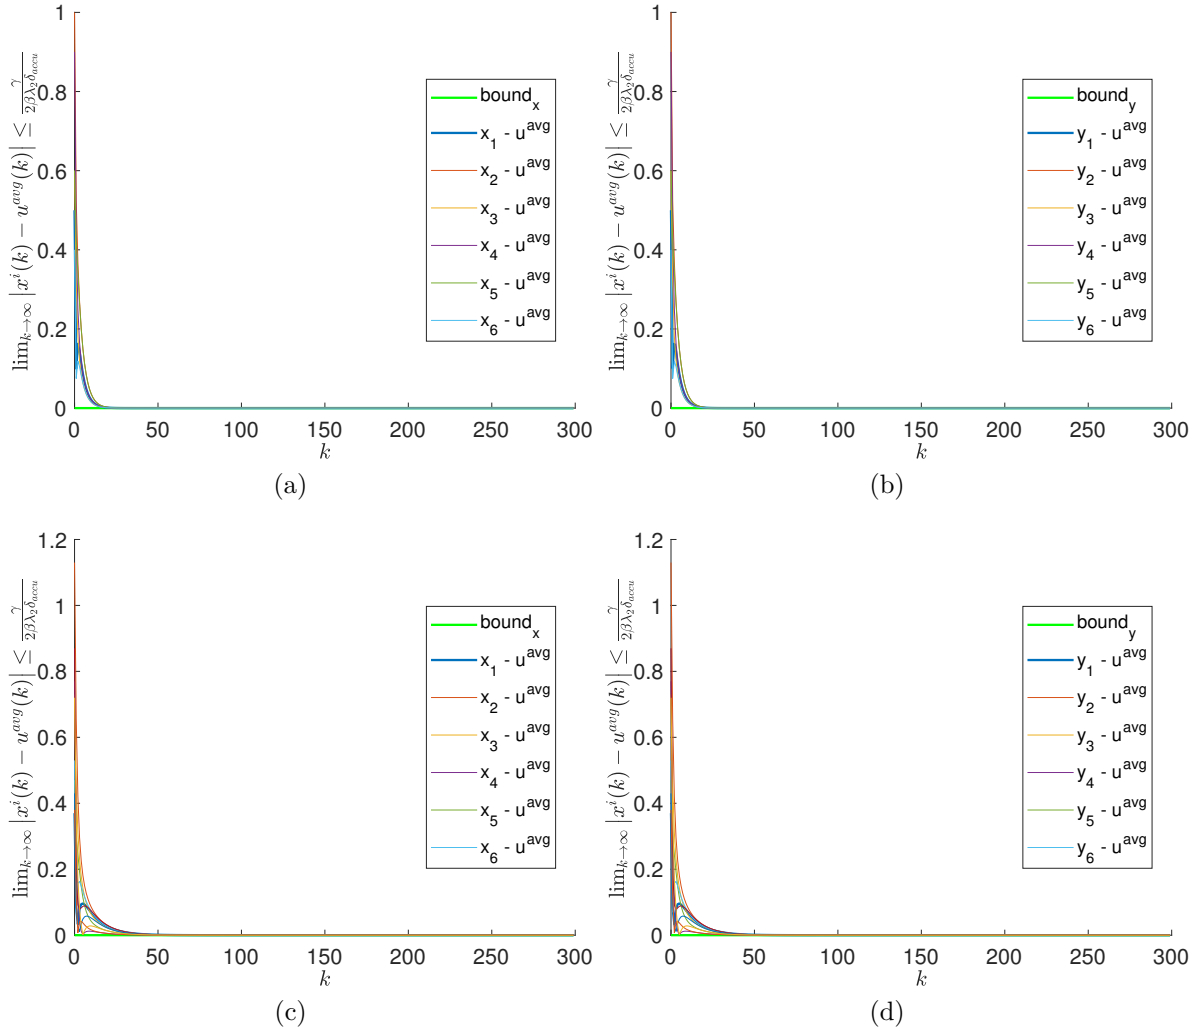 lim_{k→∞} |x^i(k) − u^{avg}(k)| ≤ \frac{γ}{2βλ_2δ_{accu}}
1
0.8
0.6
0.4
0.2
0
0 50 100 150 200 250 300
k
bound_x
x_1 - u^{avg}
x_2 - u^{avg}
x_3 - u^{avg}
x_4 - u^{avg}
x_5 - u^{avg}
x_6 - u^{avg}
(a)
lim_{k→∞} |x^i(k) − u^{avg}(k)| ≤ \frac{γ}{2βλ_2δ_{accu}}
1
0.8
0.6
0.4
0.2
0
0 50 100 150 200 250 300
k
bound_y
y_1 - u^{avg}
y_2 - u^{avg}
y_3 - u^{avg}
y_4 - u^{avg}
y_5 - u^{avg}
y_6 - u^{avg}
(b)
lim_{k→∞} |x^i(k) − u^{avg}(k)| ≤ \frac{γ}{2βλ_2δ_{accu}}
1.2
1
0.8
0.6
0.4
0.2
0
0 50 100 150 200 250 300
k
bound_x
x_1 - u^{avg}
x_2 - u^{avg}
x_3 - u^{avg}
x_4 - u^{avg}
x_5 - u^{avg}
x_6 - u^{avg}
(c)
lim_{k→∞} |x^i(k) − u^{avg}(k)| ≤ \frac{γ}{2βλ_2δ_{accu}}
1.2
1
0.8
0.6
0.4
0.2
0
0 50 100 150 200 250 300
k
bound_y
y_1 - u^{avg}
y_2 - u^{avg}
y_3 - u^{avg}
y_4 - u^{avg}
y_5 - u^{avg}
y_6 - u^{avg}
(d)